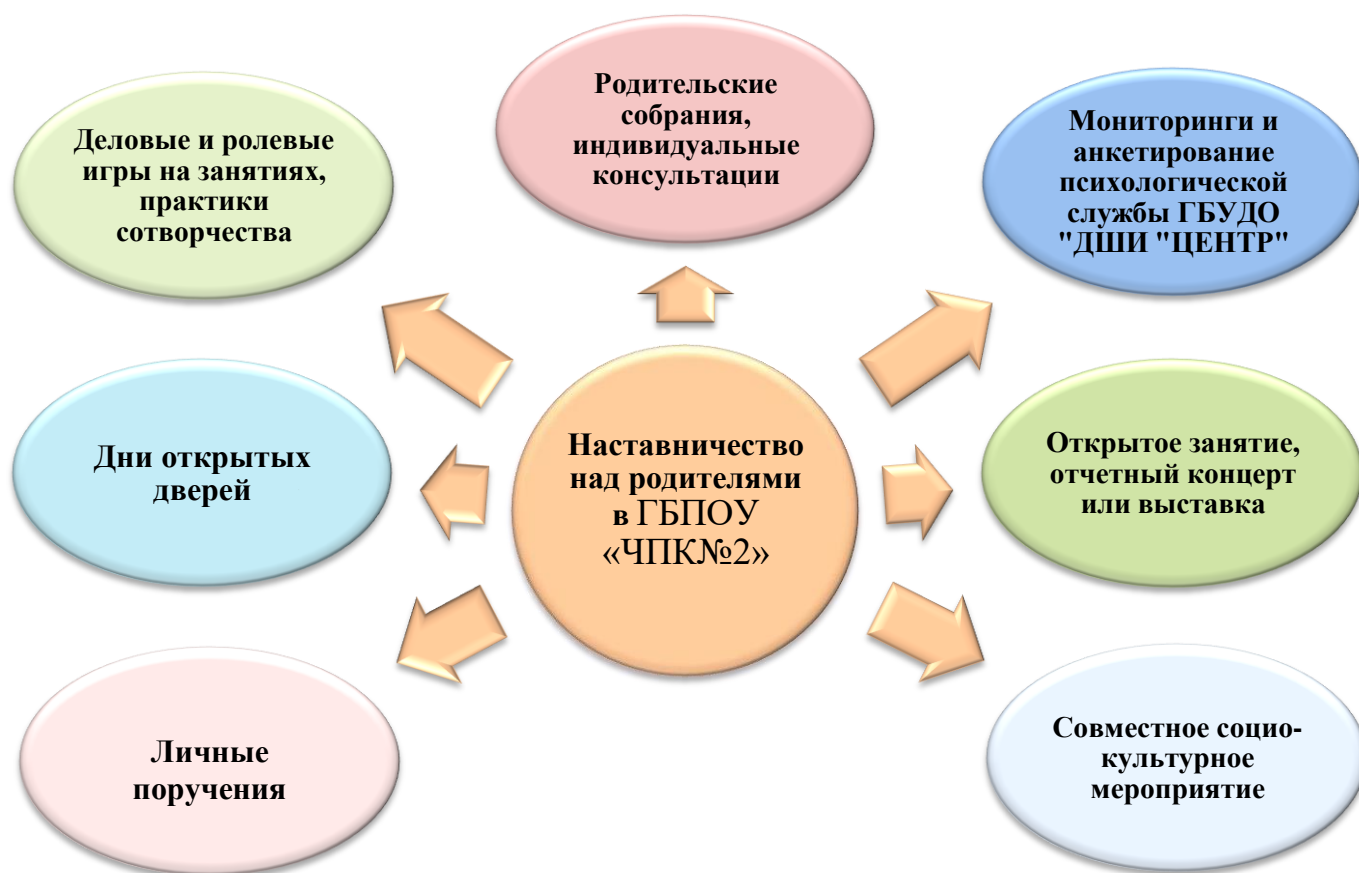 Родительские
собрания,
индивидуальные
консультации
Деловые и ролевые
игры на занятиях,
практики
сотворчества
Мониторинги и
анкетирование
психологической
службы ГБУДО
"ДШИ "ЦЕНТР"
Дни открытых
дверей
Наставничество
над родителями
в ГБПОУ
«ЧПК№2»
Открытое занятие,
отчетный концерт
или выставка
Личные
поручения
Совместное социо-
культурное
мероприятие